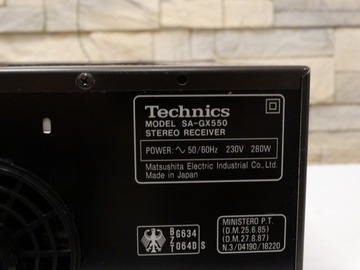 Technics
MODEL SA-GX550
STEREO RECEIVER
POWER: ∿ 50/60Hz 230V 280W
Matsushita Electric Industrial Co., Ltd.
Made in Japan
B G634
Z T064D S
MINISTERO P.T.
(D.M.25.6.85)
(D.M.27.8.87)
N.3/04190/18220